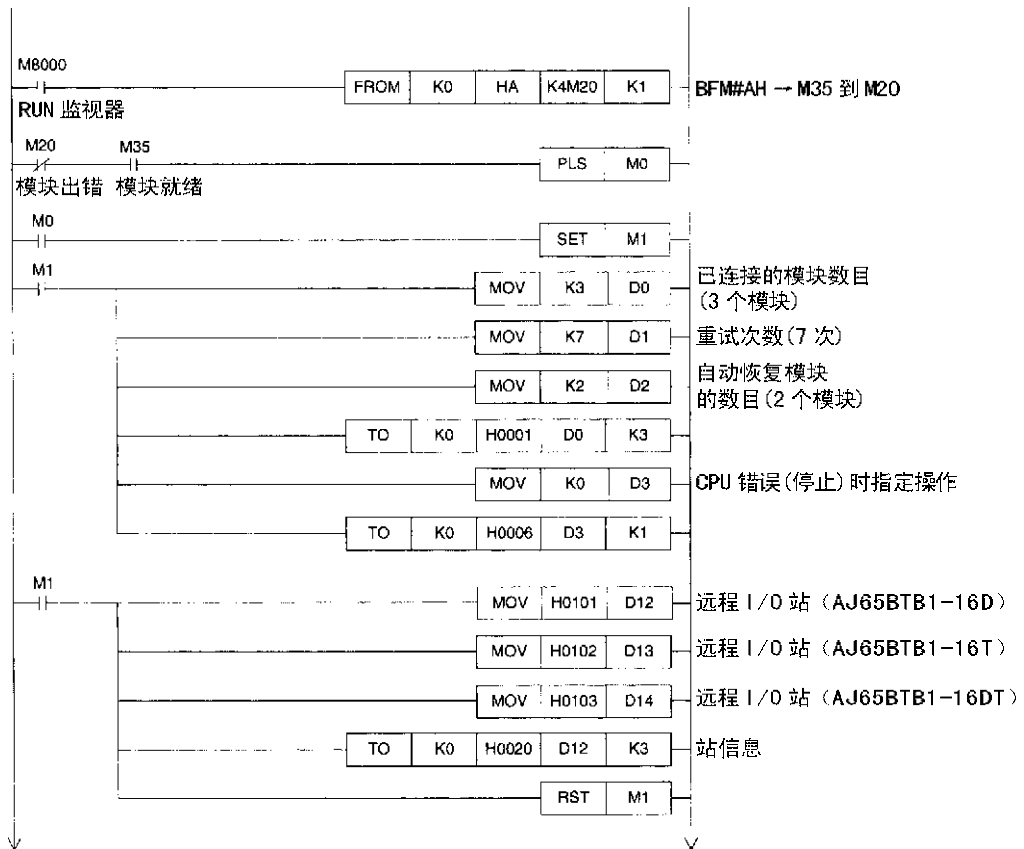 M8000
FROM K0 HA K4M20 K1 BFM#AH → M35 到 M20
RUN 监视器
M20 M35
PLS M0
模块出错 模块就绪
M0
SET M1
M1
MOV K3 D0 已连接的模块数目
(3 个模块)
MOV K7 D1 重试次数(7 次)
MOV K2 D2 自动恢复模块
的数目(2 个模块)
TO K0 H0001 D0 K3
MOV K0 D3 CPU 错误(停止)时指定操作
TO K0 H0006 D3 K1
M1
MOV H0101 D12 远程 I/O 站（AJ65BTB1-16D）
MOV H0102 D13 远程 I/O 站（AJ65BTB1-16T）
MOV H0103 D14 远程 I/O 站（AJ65BTB1-16DT）
TO K0 H0020 D12 K3 站信息
RST M1